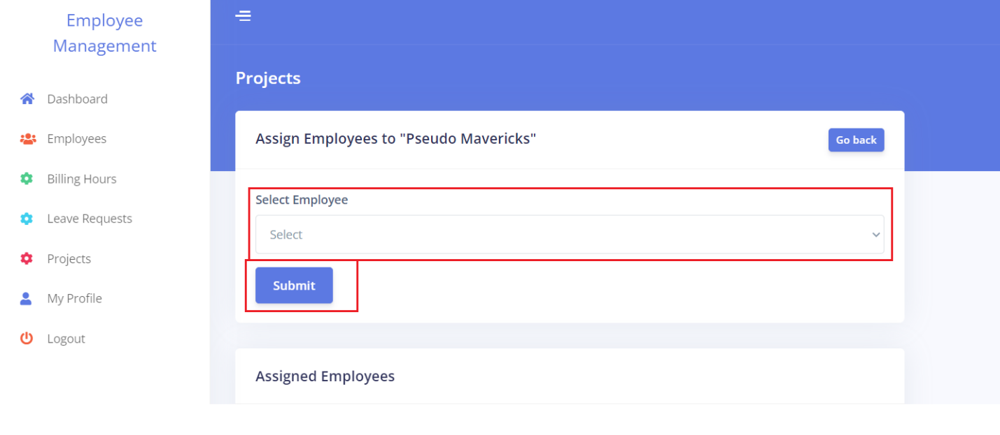 Employee
Management
Dashboard
Employees
Billing Hours
Leave Requests
Projects
My Profile
Logout
Projects
Assign Employees to "Pseudo Mavericks"
Go back
Select Employee
Select
Submit
Assigned Employees